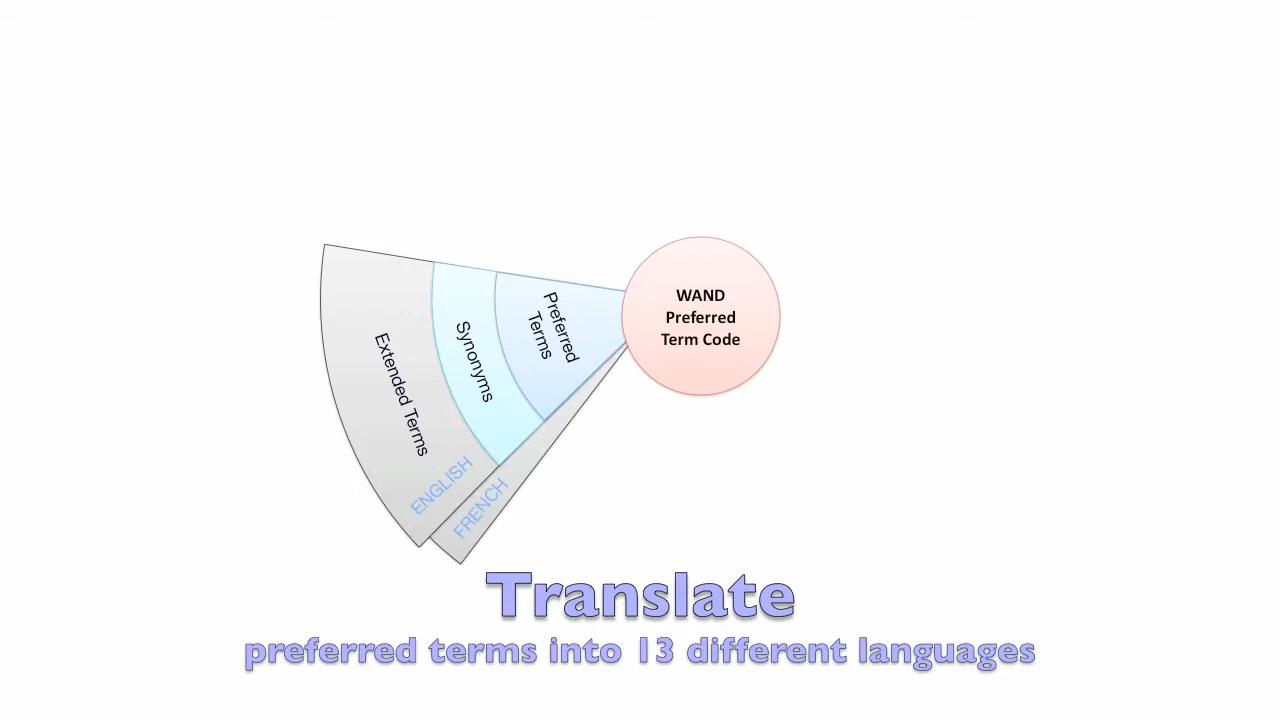 WAND
Preferred
Term Code
Preferred
Terms
Synonyms
Extended Terms
ENGLISH
FRENCH
Translate
preferred terms into 13 different languages